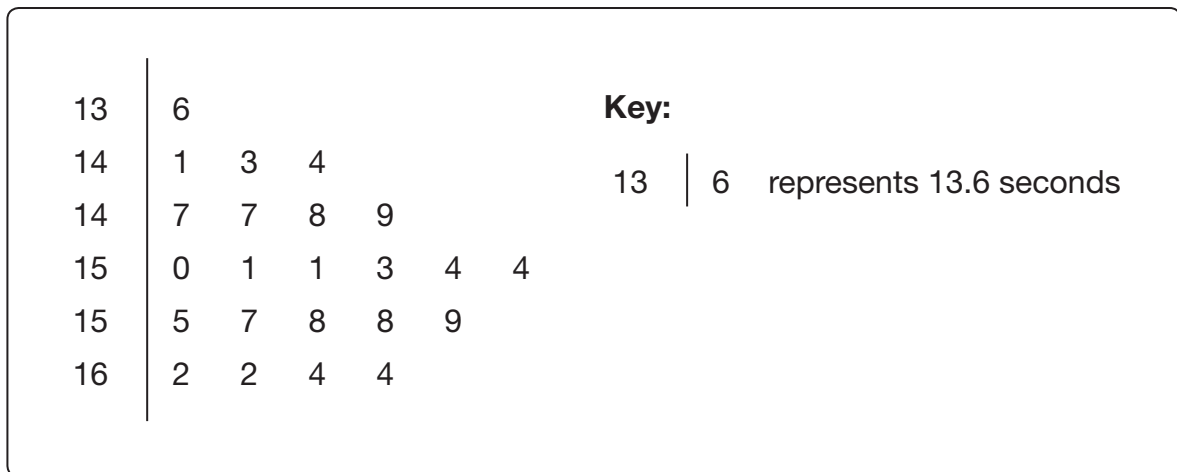 13 | 6
14 | 1 3 4
14 | 7 7 8 9
15 | 0 1 1 3 4 4
15 | 5 7 8 8 9
16 | 2 2 4 4
Key:
13 | 6 represents 13.6 seconds